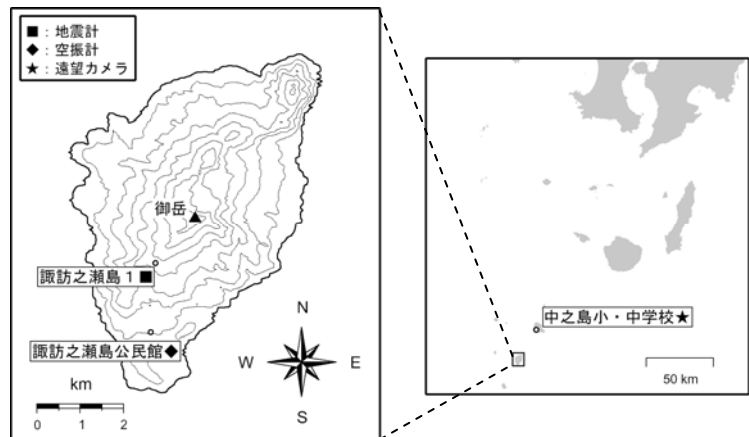 ■：地震計
◆：空振計
★：遠望カメラ
御岳
諏訪之瀬島１■
諏訪之瀬島公民館◆
km
0 1 2
N
W E
S
中之島小・中学校★
50 km